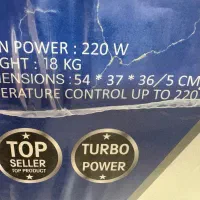 N POWER : 220 W
GHT : 18 KG
MENSIONS : 54 * 37 * 36/5 CM
ERATURE CONTROL UP TO 220
TOP
SELLER
TOP PRODUCT
TURBO
POWER